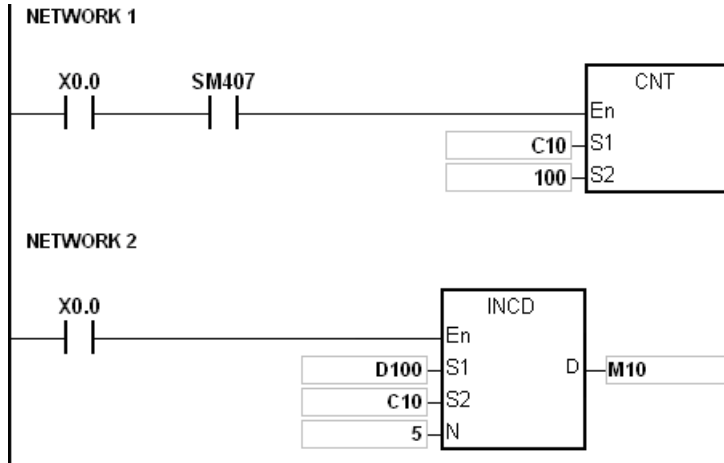 NETWORK 1
X0.0 SM407
CNT
En
C10 S1
100 S2
NETWORK 2
X0.0
INCD
En
D100 S1 D M10
C10 S2
5 N